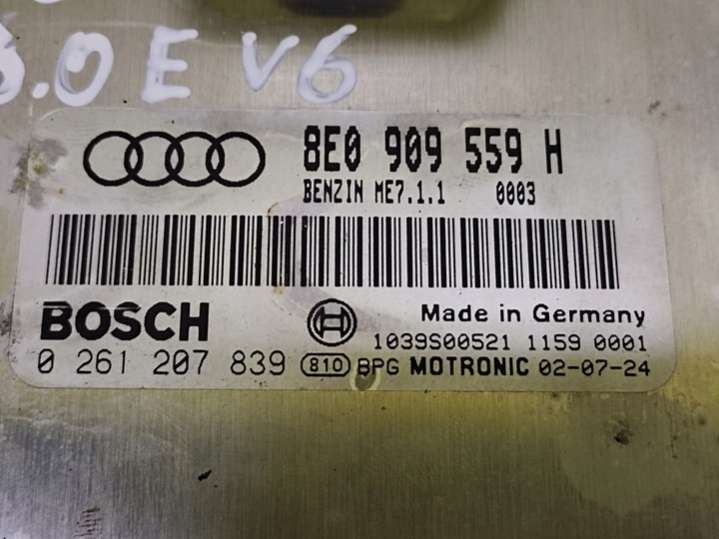 3.0 E V6
8E0 909 559 H
BENZIN ME7.1.1 0003
BOSCH
Made in Germany
1039S00521 1159 0001
0 261 207 839 810 BPG MOTRONIC 02-07-24